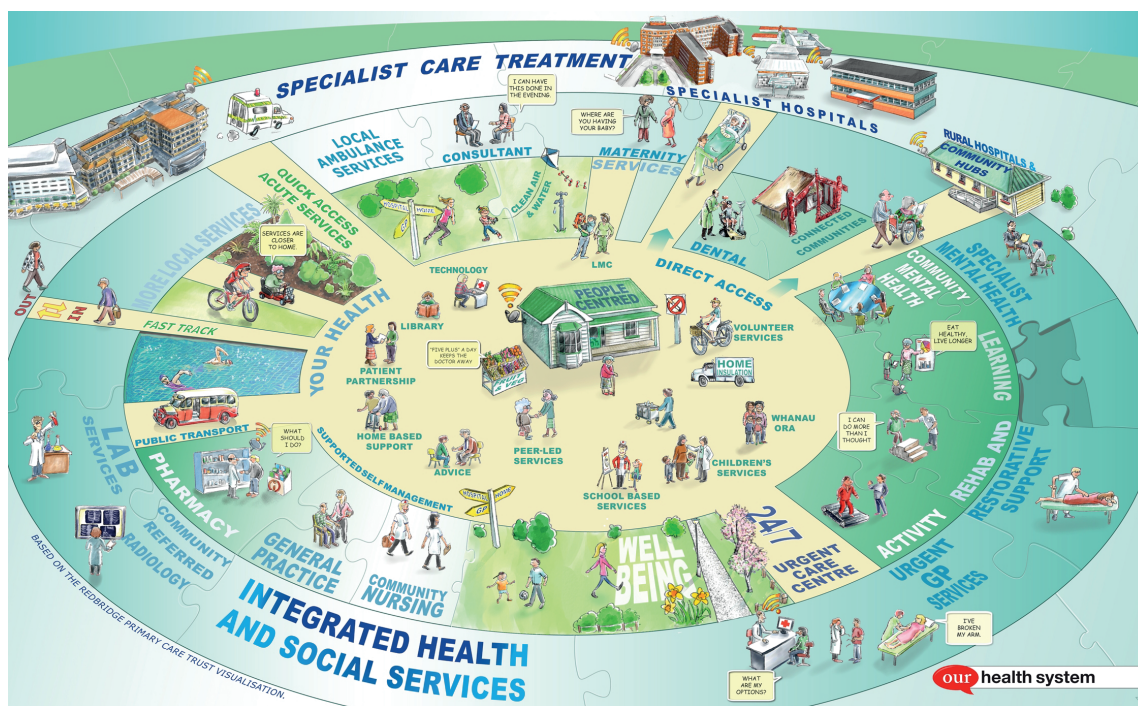 SPECIALIST CARE TREATMENT
SPECIALIST HOSPITALS
I CAN HAVE
THIS DONE IN
THE EVENING.
WHERE ARE
YOU HAVING
YOUR BABY?
RURAL HOSPITALS &
COMMUNITY
HUBS
LOCAL
AMBULANCE
SERVICES
CONSULTANT
MATERNITY
SERVICES
QUICK ACCESS
ACUTE SERVICES
CLEAN AIR
& WATER
HOSPITAL
HOME
MORE LOCAL SERVICES
SERVICES ARE
CLOSER
TO HOME.
DENTAL
CONNECTED
COMMUNITIES
SPECIALIST
MENTAL HEALTH
COMMUNITY
MENTAL
HEALTH
OUT
IN
FAST TRACK
YOUR HEALTH
TECHNOLOGY
LMC
DIRECT ACCESS
LIBRARY
PEOPLE
CENTRED
VOLUNTEER
SERVICES
"FIVE PLUS" A DAY
KEEPS THE
DOCTOR AWAY
FRUIT
& VEG
HOME
INSULATION
PATIENT
PARTNERSHIP
EAT
HEALTHY,
LIVE LONGER
LEARNING
PUBLIC TRANSPORT
HOME BASED
SUPPORT
ADVICE
PEER-LED
SERVICES
WHANAU
ORA
CHILDREN'S
SERVICES
SCHOOL BASED
SERVICES
I CAN DO
MORE THAN
I THOUGHT.
REHAB AND
RESTORATIVE
SUPPORT
WHAT
SHOULD
I DO?
SUPPORTED SELF MANAGEMENT
HOSPITAL
HOME
GP
LAB
SERVICES
PHARMACY
COMMUNITY
REFERRED
RADIOLOGY
GENERAL
PRACTICE
COMMUNITY
NURSING
WELL
BEING
24/7
URGENT
CARE
CENTRE
ACTIVITY
URGENT
GP
SERVICES
INTEGRATED HEALTH
AND SOCIAL SERVICES
I'VE
BROKEN
MY ARM.
WHAT
ARE MY
OPTIONS?
BASED ON THE REDBRIDGE PRIMARY CARE TRUST VISUALISATION.
our health system